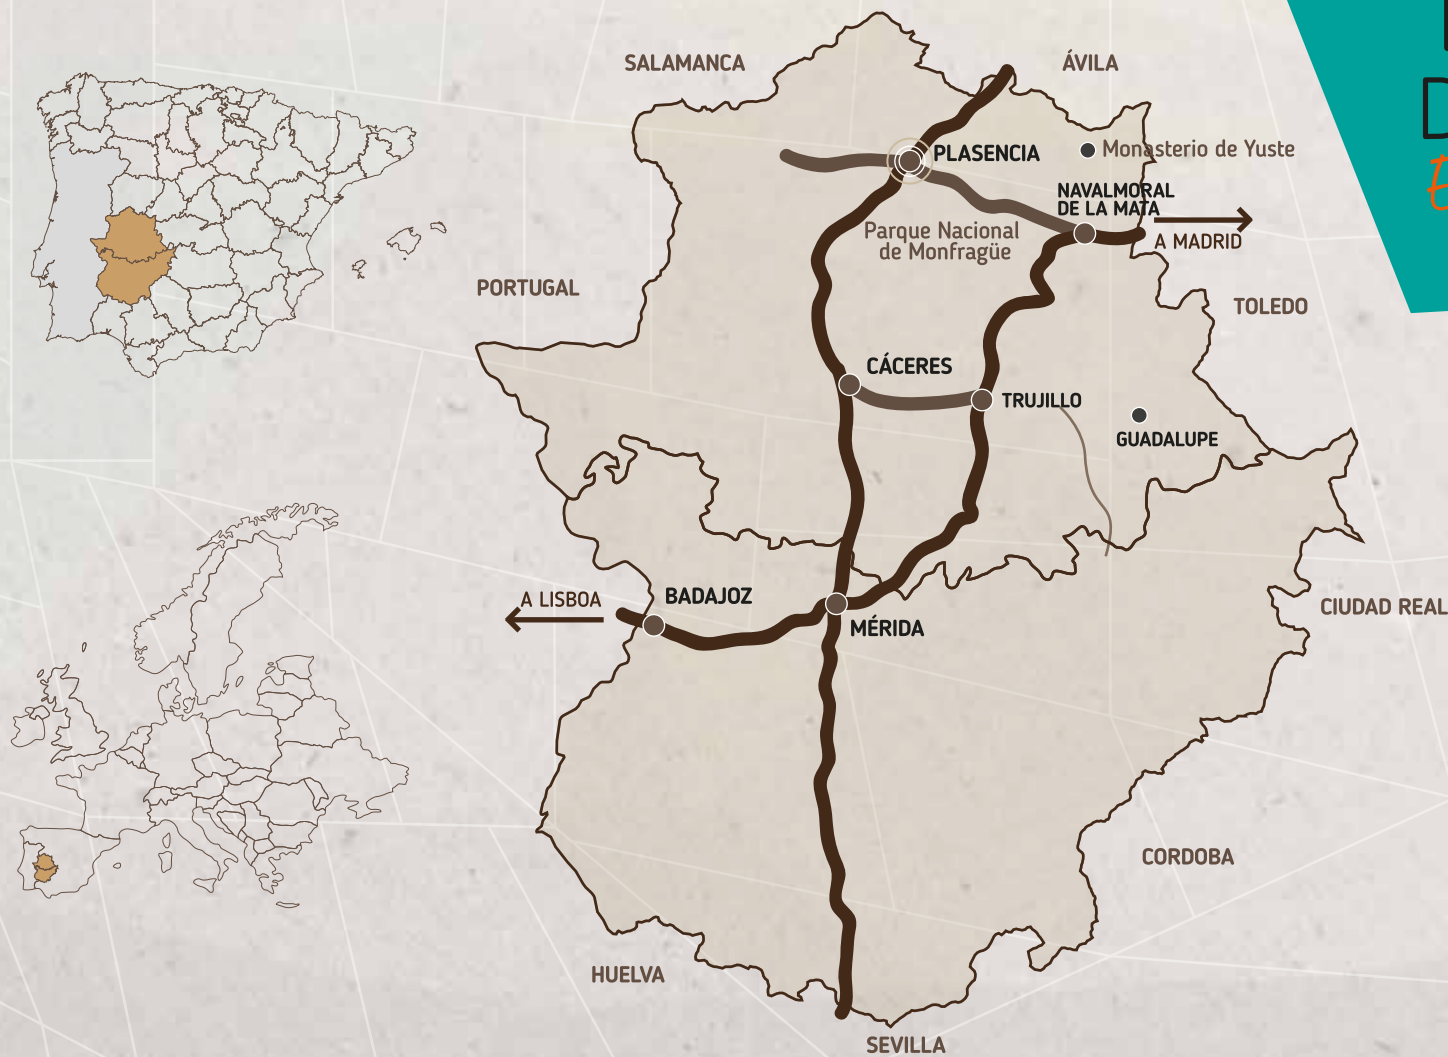 SALAMANCA
ÁVILA
PLASENCIA
Monasterio de Yuste
NAVALMORAL
DE LA MATA
Parque Nacional
de Monfragüe
A MADRID
PORTUGAL
TOLEDO
CÁCERES
TRUJILLO
GUADALUPE
BADAJOZ
A LISBOA
CIUDAD REAL
MÉRIDA
CORDOBA
HUELVA
SEVILLA